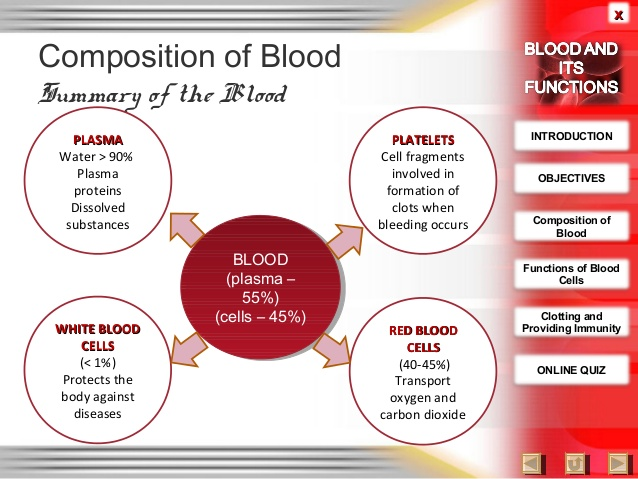 Composition of Blood
Summary of the Blood
PLASMA
Water > 90%
Plasma
proteins
Dissolved
substances
PLATELETS
Cell fragments
involved in
formation of
clots when
bleeding occurs
BLOOD
(plasma –
55%)
(cells – 45%)
WHITE BLOOD
CELLS
(< 1%)
Protects the
body against
diseases
RED BLOOD
CELLS
(40-45%)
Transport
oxygen and
carbon dioxide
X
BLOOD AND
ITS
FUNCTIONS
INTRODUCTION
OBJECTIVES
Composition of
Blood
Functions of Blood
Cells
Clotting and
Providing Immunity
ONLINE QUIZ